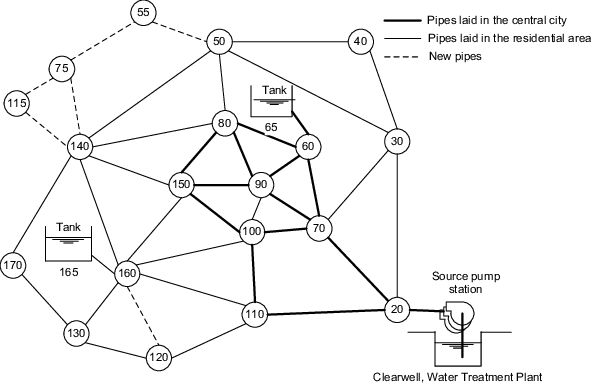 55
Pipes laid in the central city
Pipes laid in the residential area
New pipes
50
40
75
Tank
115
80
65
30
140
60
150
90
100
70
Tank
170
165
160
Source pump
station
110
20
130
120
Clearwell, Water Treatment Plant